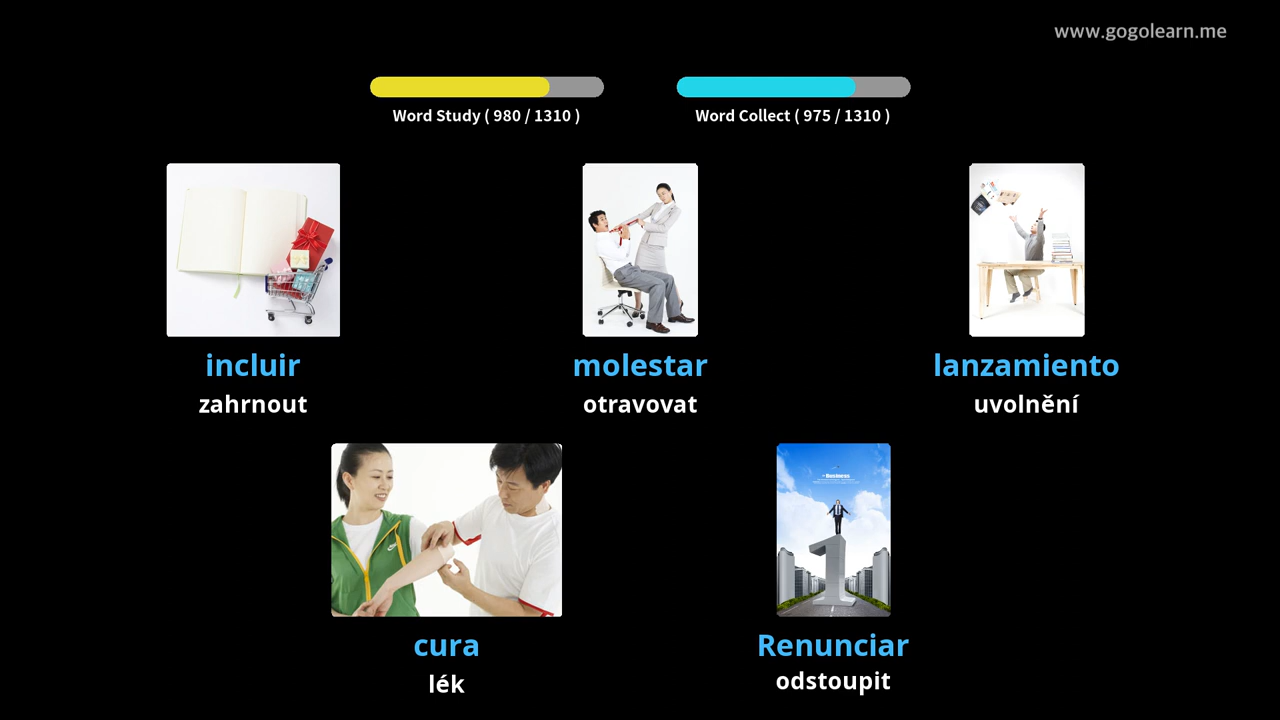 www.gogolearn.me
Word Study ( 980 / 1310 )
Word Collect ( 975 / 1310 )
incluir
zahrnout
molestar
otravovat
lanzamiento
uvolnění
Business
cura
lék
Renunciar
odstoupit